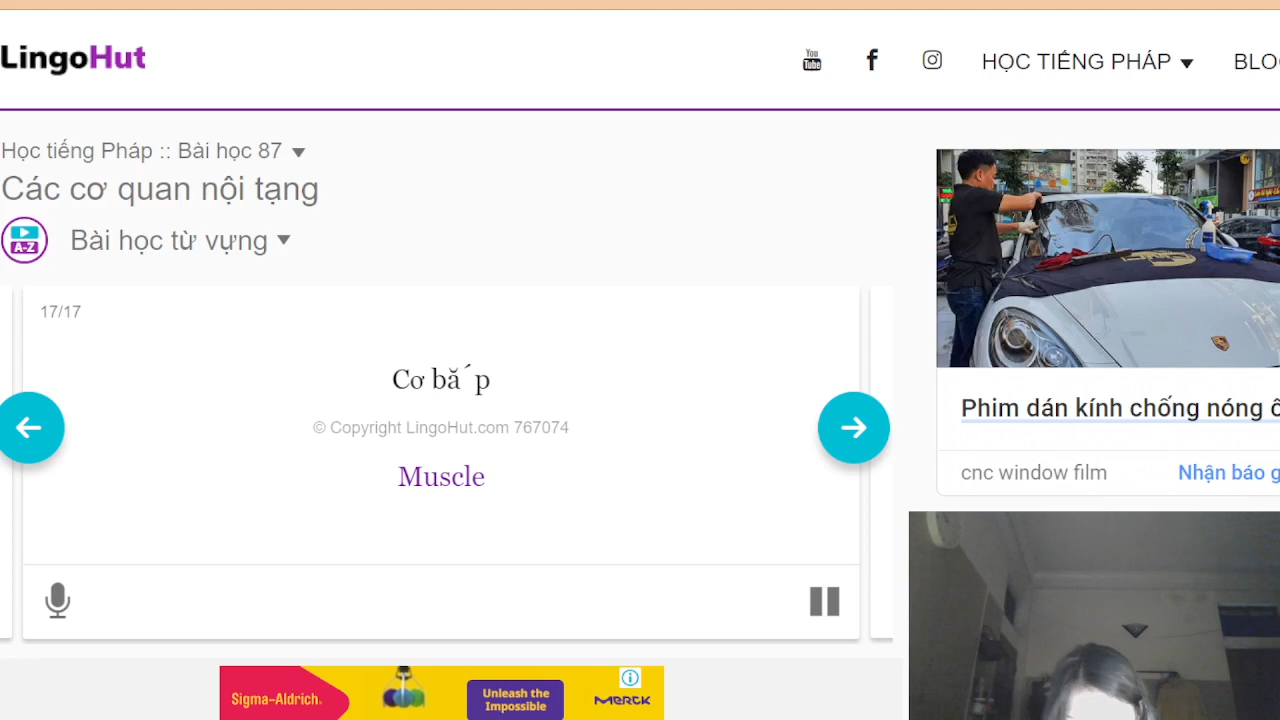 LingoHut
You
Tube
HỌC TIẾNG PHÁP
BLO
Học tiếng Pháp :: Bài học 87
Các cơ quan nội tạng
A-Z
Bài học từ vựng
17/17
Cơ bắp
© Copyright LingoHut.com 767074
Muscle
Phim dán kính chống nóng ô
cnc window film
Nhận báo g
Sigma-Aldrich.
Unleash the
Impossible
MERCK